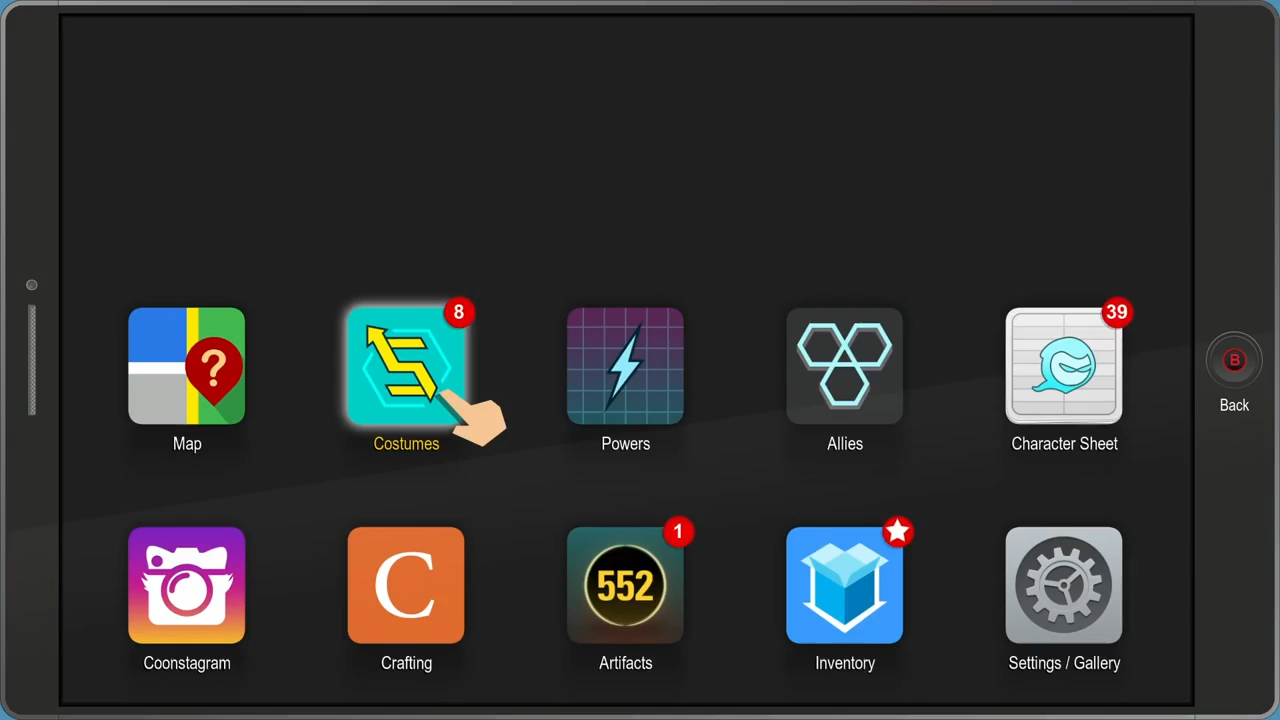 8
39
?
Map
Costumes
Powers
Allies
Character Sheet
B
Back
1
C
552
Coonstagram
Crafting
Artifacts
Inventory
Settings / Gallery